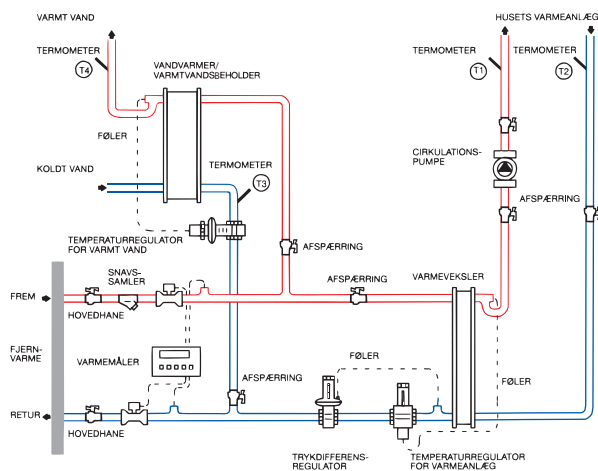 VARMT VAND
HUSETS VARMEANLÆG
TERMOMETER
T4
VANDVARMER/
VARMTVANDSBEHOLDER
TERMOMETER
T1
TERMOMETER
T2
FØLER
CIRKULATIONS-
PUMPE
KOLDT VAND
TERMOMETER
T3
AFSPÆRRING
TEMPERATURREGULATOR
FOR VARMT VAND
AFSPÆRRING
SNAVS-
SAMLER
AFSPÆRRING
VARMEVEKSLER
FREM
HOVEDHANE
FJERN-
VARME
VARMEMÅLER
FØLER
AFSPÆRRING
FØLER
RETUR
HOVEDHANE
TRYKDIFFERENS-
REGULATOR
TEMPERATURREGULATOR
FOR VARMEANLÆG